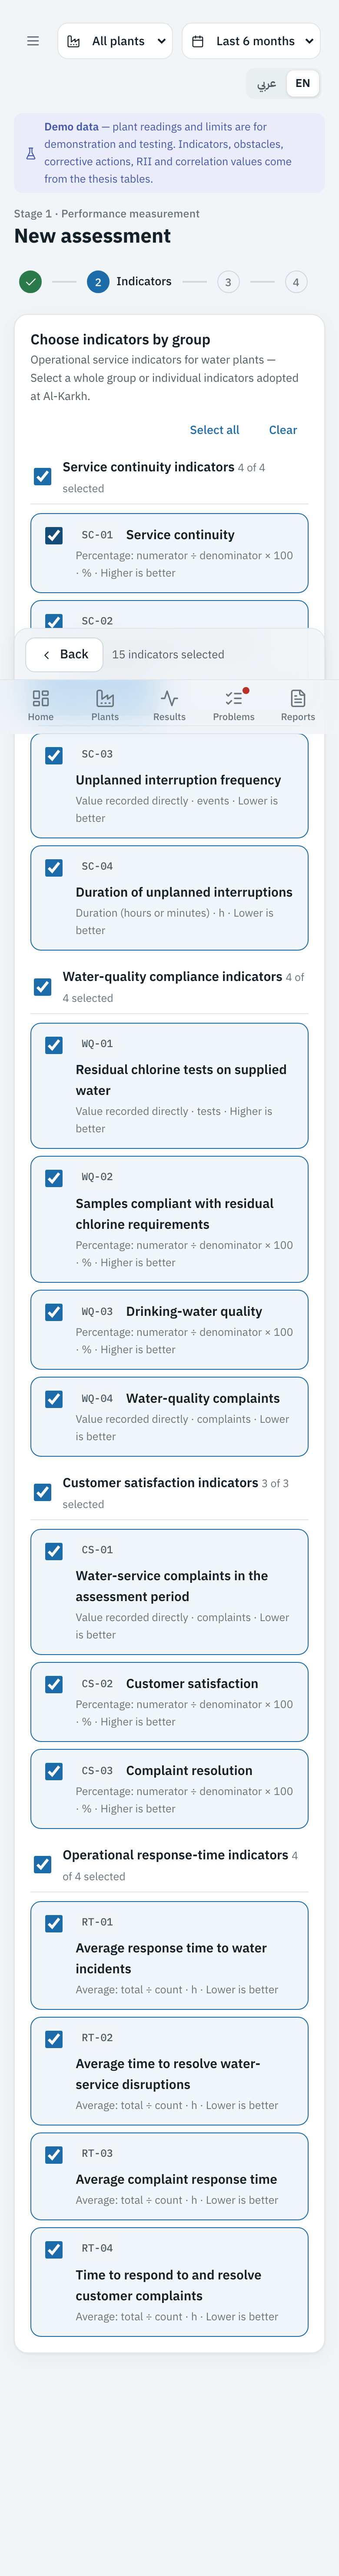 All plants
Last 6 months
عربي
EN
Demo data — plant readings and limits are for
demonstration and testing. Indicators, obstacles,
corrective actions, RII and correlation values come
from the thesis tables.
Stage 1 · Performance measurement
New assessment
2 Indicators
3
4
Choose indicators by group
Operational service indicators for water plants —
Select a whole group or individual indicators adopted
at Al-Karkh.
Select all
Clear
Service continuity indicators 4 of 4
selected
SC-01 Service continuity
Percentage: numerator ÷ denominator × 100
· % · Higher is better
SC-02
Back
15 indicators selected
Home
Plants
Results
Problems
Reports
SC-03
Unplanned interruption frequency
Value recorded directly · events · Lower is
better
SC-04
Duration of unplanned interruptions
Duration (hours or minutes) · h · Lower is
better
Water-quality compliance indicators 4 of
4 selected
WQ-01
Residual chlorine tests on supplied
water
Value recorded directly · tests · Higher is
better
WQ-02
Samples compliant with residual
chlorine requirements
Percentage: numerator ÷ denominator × 100
· % · Higher is better
WQ-03 Drinking-water quality
Percentage: numerator ÷ denominator × 100
· % · Higher is better
WQ-04 Water-quality complaints
Value recorded directly · complaints · Lower
is better
Customer satisfaction indicators 3 of 3
selected
CS-01
Water-service complaints in the
assessment period
Value recorded directly · complaints · Lower
is better
CS-02 Customer satisfaction
Percentage: numerator ÷ denominator × 100
· % · Higher is better
CS-03 Complaint resolution
Percentage: numerator ÷ denominator × 100
· % · Higher is better
Operational response-time indicators 4
of 4 selected
RT-01
Average response time to water
incidents
Average: total ÷ count · h · Lower is better
RT-02
Average time to resolve water-
service disruptions
Average: total ÷ count · h · Lower is better
RT-03
Average complaint response time
Average: total ÷ count · h · Lower is better
RT-04
Time to respond to and resolve
customer complaints
Average: total ÷ count · h · Lower is better